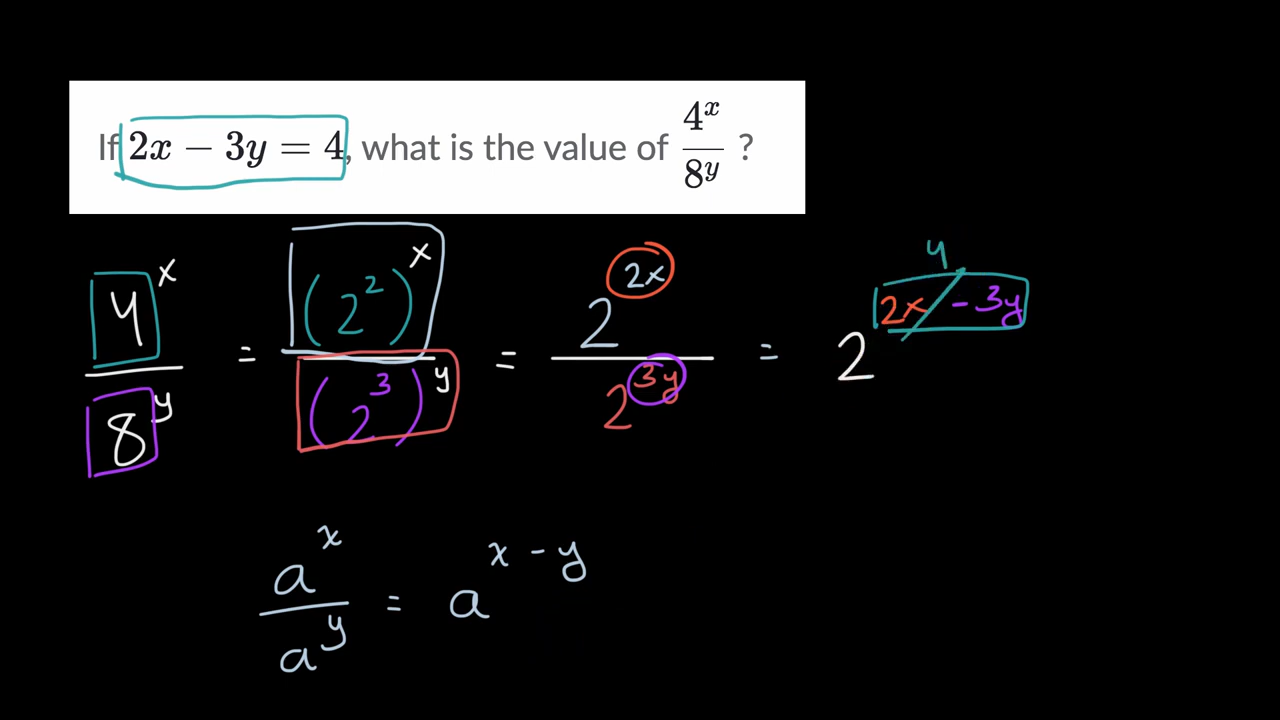 If 2x − 3y = 4, what is the value of 4^x/8^y ?
4^x/8^y = (2^2)^x/(2^3)^y = 2^{2x}/2^{3y} = 2^{2x - 3y} 4
a^x/a^y = a^{x - y}